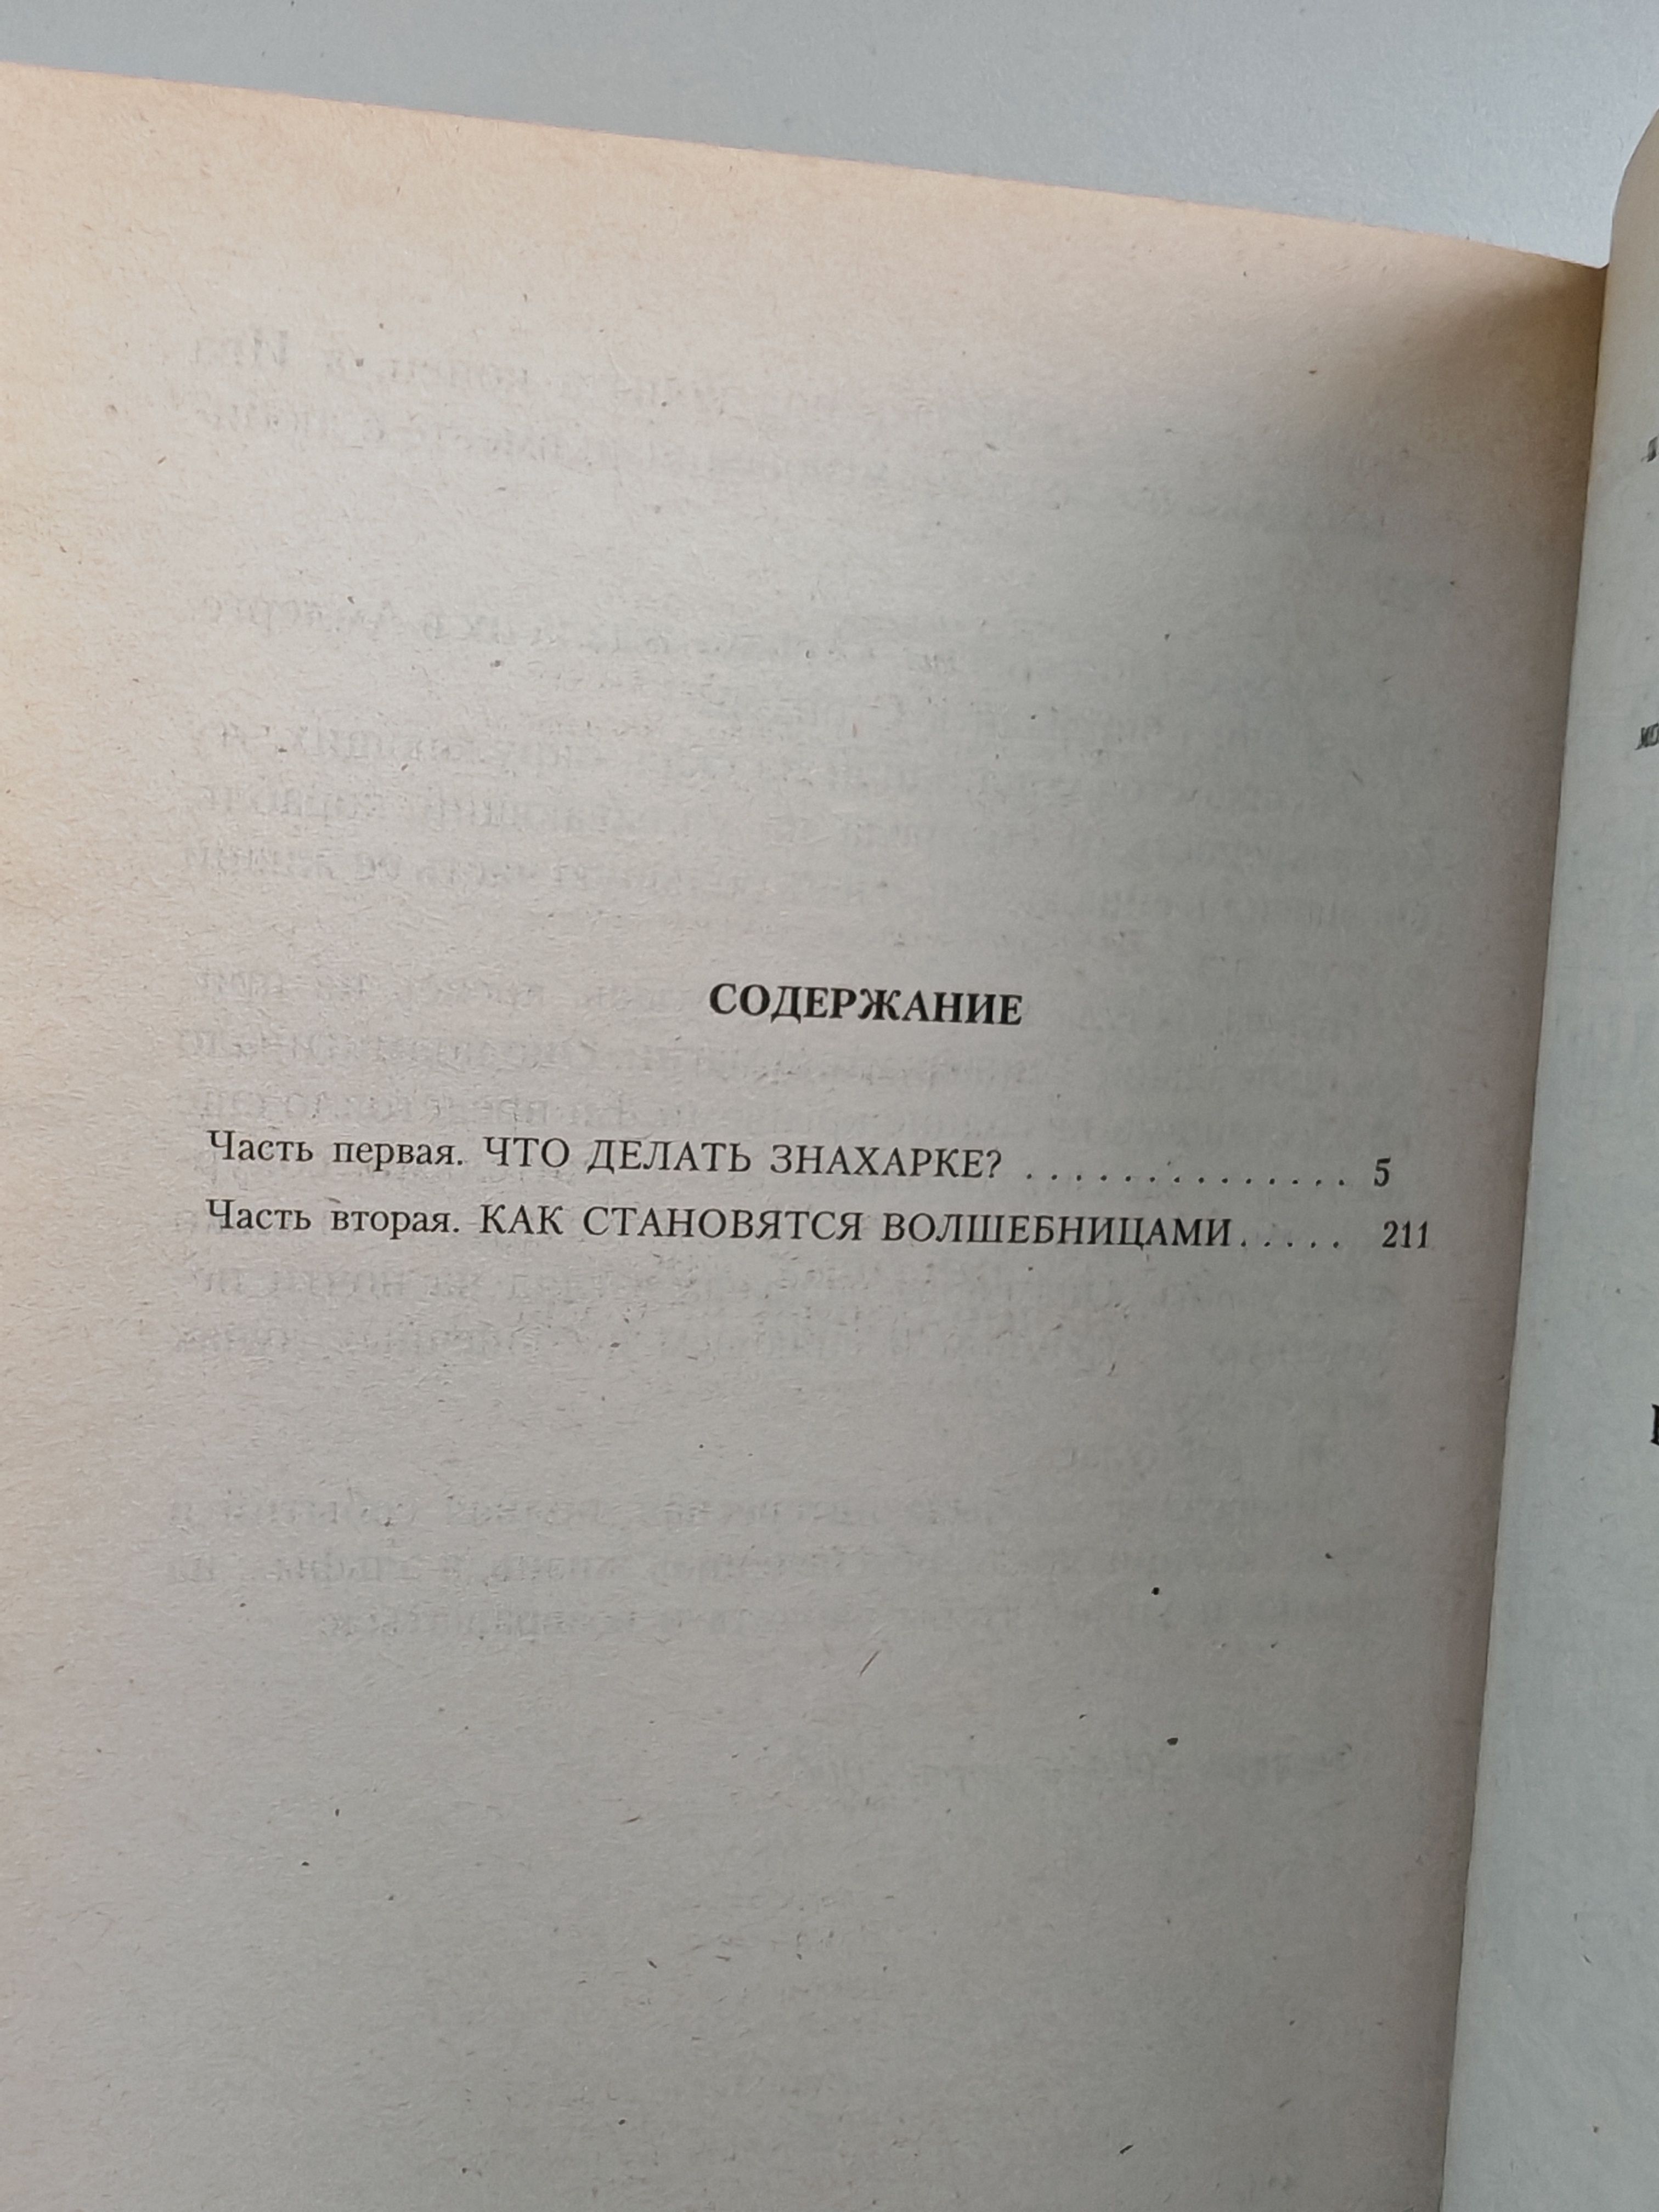 СОДЕРЖАНИЕ
Часть первая. ЧТО ДЕЛАТЬ ЗНАХАРКЕ? . . . . . . . . . . . . . . . 5
Часть вторая. КАК СТАНОВЯТСЯ ВОЛШЕБНИЦАМИ. . . . . 211